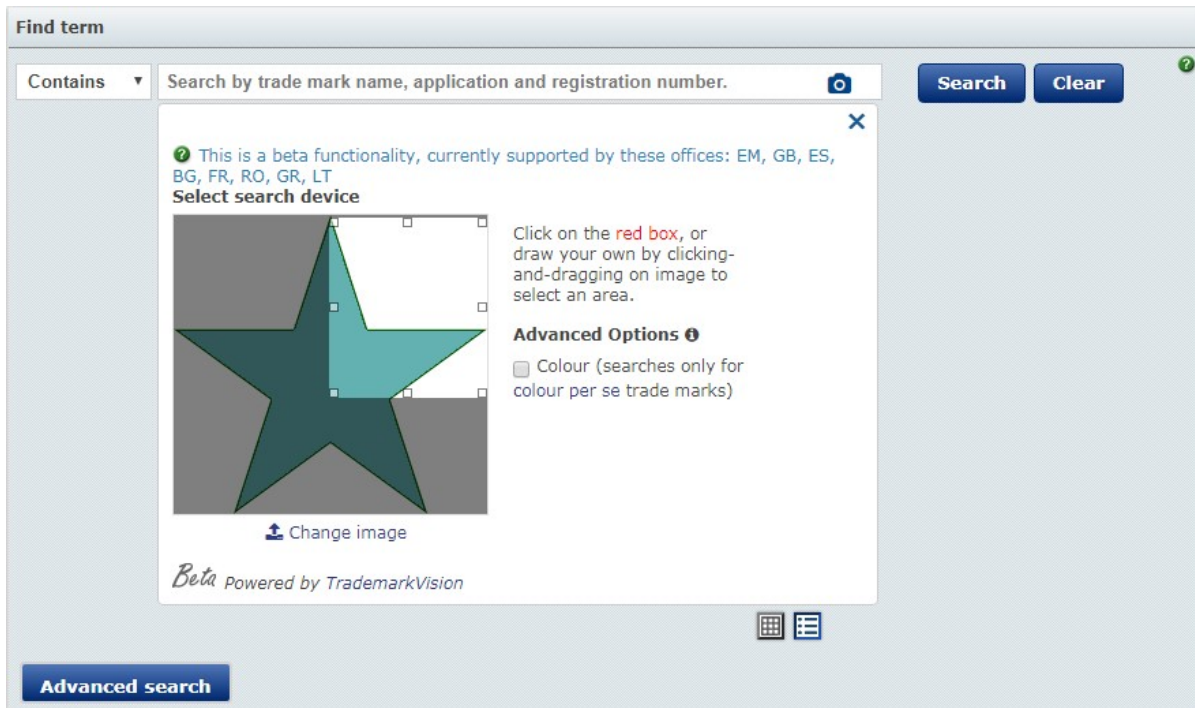 Find term
Contains
Search by trade mark name, application and registration number.
Search
Clear
This is a beta functionality, currently supported by these offices: EM, GB, ES,
BG, FR, RO, GR, LT
Select search device
Click on the red box, or
draw your own by clicking-
and-dragging on image to
select an area.
Advanced Options
Colour (searches only for
colour per se trade marks)
Change image
Beta Powered by TrademarkVision
Advanced search